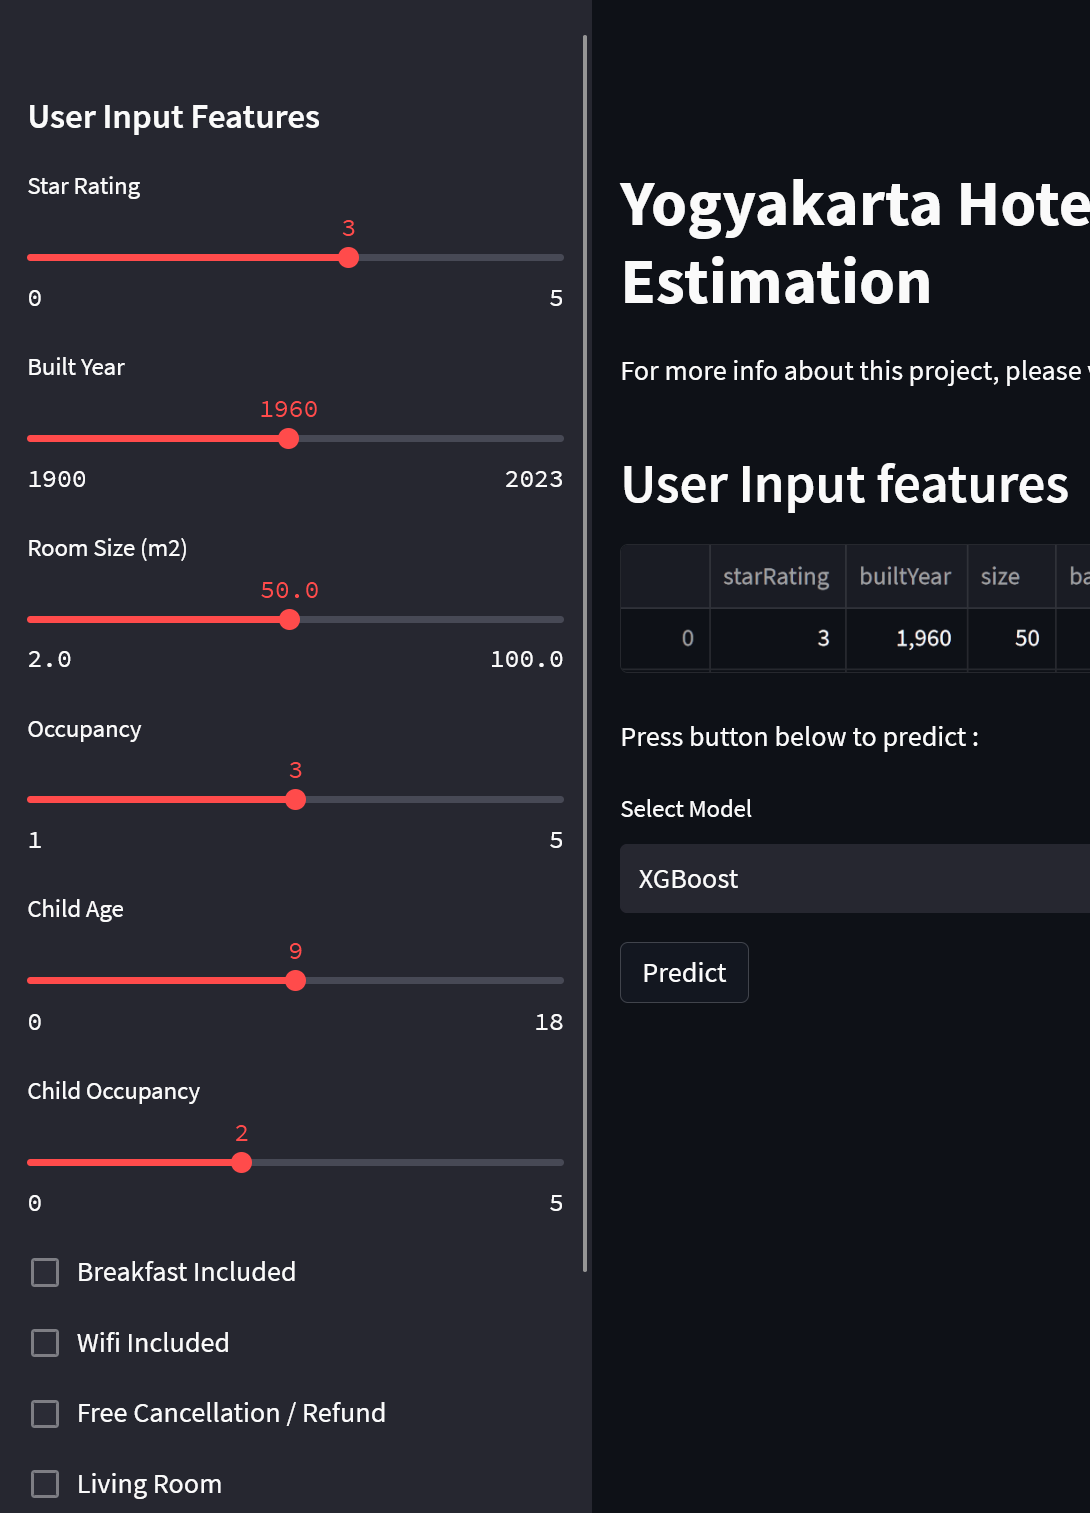 User Input Features
Star Rating
3
0 5
Built Year
1960
1900 2023
Room Size (m2)
50.0
2.0 100.0
Occupancy
3
1 5
Child Age
9
0 18
Child Occupancy
2
0 5
Breakfast Included
Wifi Included
Free Cancellation / Refund
Living Room
Yogyakarta Hote
Estimation
For more info about this project, please
User Input features
starRating builtYear size ba
0 3 1,960 50
Press button below to predict :
Select Model
XGBoost
Predict